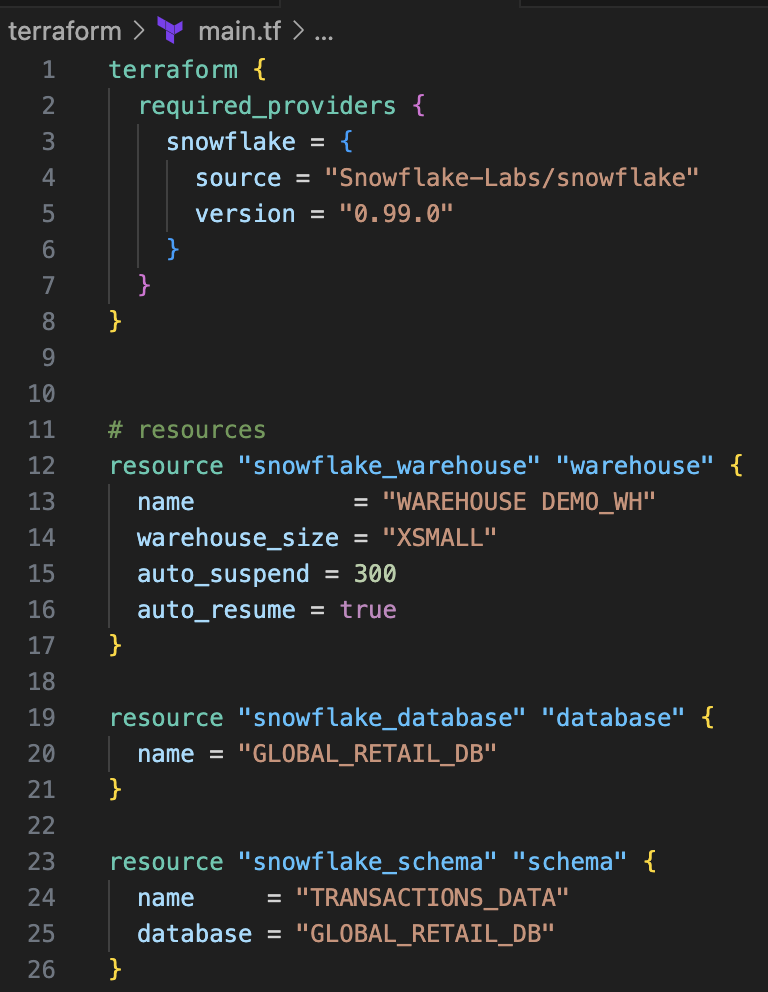 terraform > main.tf > ...
1 terraform {
2   required_providers {
3     snowflake = {
4       source = "Snowflake-Labs/snowflake"
5       version = "0.99.0"
6     }
7   }
8 }
9
10
11 # resources
12 resource "snowflake_warehouse" "warehouse" {
13   name           = "WAREHOUSE DEMO_WH"
14   warehouse_size = "XSMALL"
15   auto_suspend = 300
16   auto_resume = true
17 }
18
19 resource "snowflake_database" "database" {
20   name = "GLOBAL_RETAIL_DB"
21 }
22
23 resource "snowflake_schema" "schema" {
24   name     = "TRANSACTIONS_DATA"
25   database = "GLOBAL_RETAIL_DB"
26 }